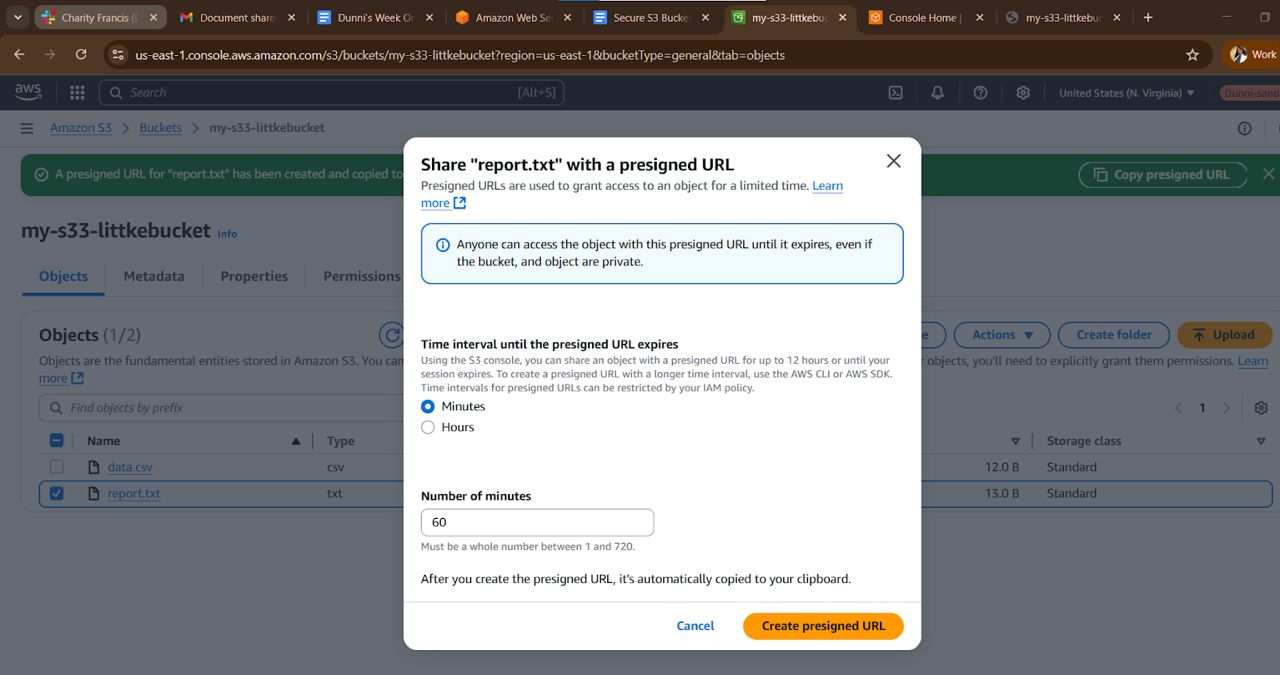 Charity Francis (
Document share
Dunni's Week On
Amazon Web Se
Secure S3 Bucke
my-s33-littkebuc
Console Home |
my-s33-littkebuc
us-east-1.console.aws.amazon.com/s3/buckets/my-s33-littkebucket?region=us-east-1&bucketType=general&tab=objects
Work
aws
Search
[Alt+S]
United States (N. Virginia)
Dunni-sand
Amazon S3
Buckets
my-s33-littkebucket
A presigned URL for "report.txt" has been created and copied to
Copy presigned URL
my-s33-littkebucket
Info
Objects
Metadata
Properties
Permissions
Objects (1/2)
Actions
Create folder
Upload
Objects are the fundamental entities stored in Amazon S3. You can
objects, you'll need to explicitly grant them permissions. Learn
more
Find objects by prefix
1
Name
Type
Storage class
data.csv
csv
12.0 B
Standard
report.txt
txt
13.0 B
Standard
Share "report.txt" with a presigned URL
Presigned URLs are used to grant access to an object for a limited time. Learn
more
Anyone can access the object with this presigned URL until it expires, even if
the bucket, and object are private.
Time interval until the presigned URL expires
Using the S3 console, you can share an object with a presigned URL for up to 12 hours or until your
session expires. To create a presigned URL with a longer time interval, use the AWS CLI or AWS SDK.
Time intervals for presigned URLs can be restricted by your IAM policy.
Minutes
Hours
Number of minutes
60
Must be a whole number between 1 and 720.
After you create the presigned URL, it's automatically copied to your clipboard.
Cancel
Create presigned URL